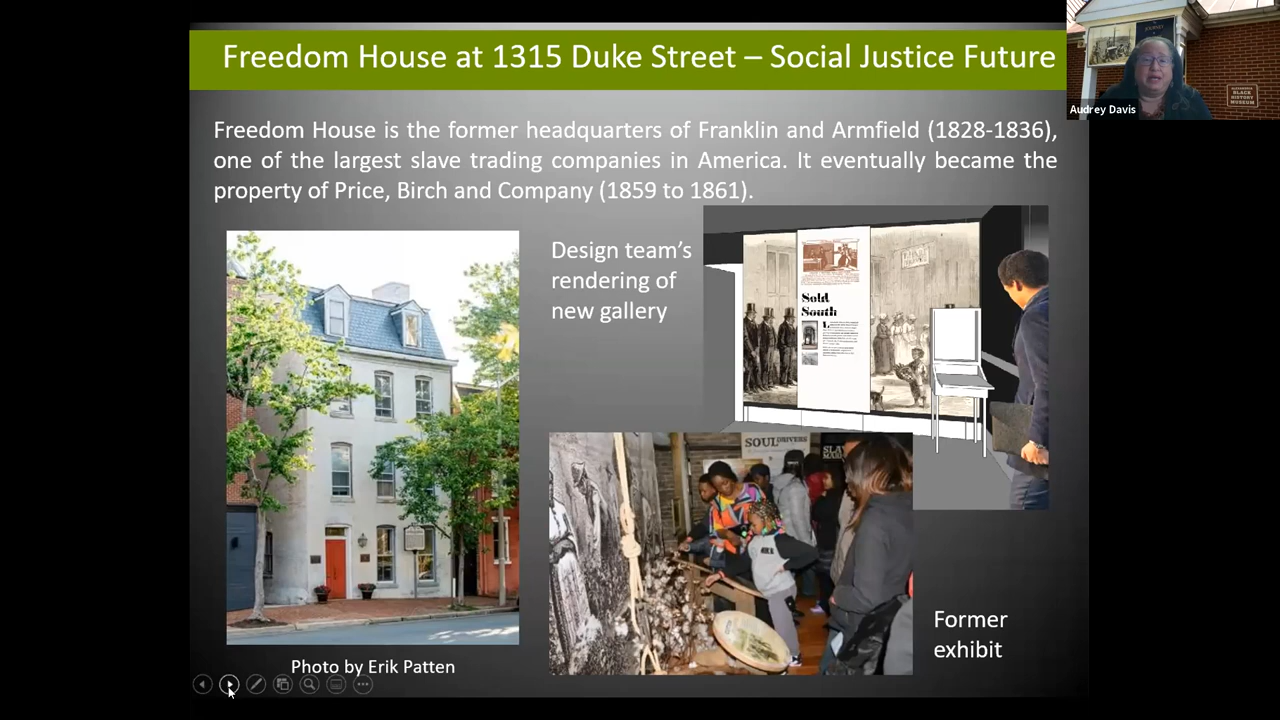 Freedom House at 1315 Duke Street – Social Justice Future
Audrey Davis
Freedom House is the former headquarters of Franklin and Armfield (1828-1836),
one of the largest slave trading companies in America. It eventually became the
property of Price, Birch and Company (1859 to 1861).
Design team's
rendering of
new gallery
Sold
South
SOUL DRIVERS
Former
exhibit
Photo by Erik Patten
BLACK
HISTORY
MUSEUM